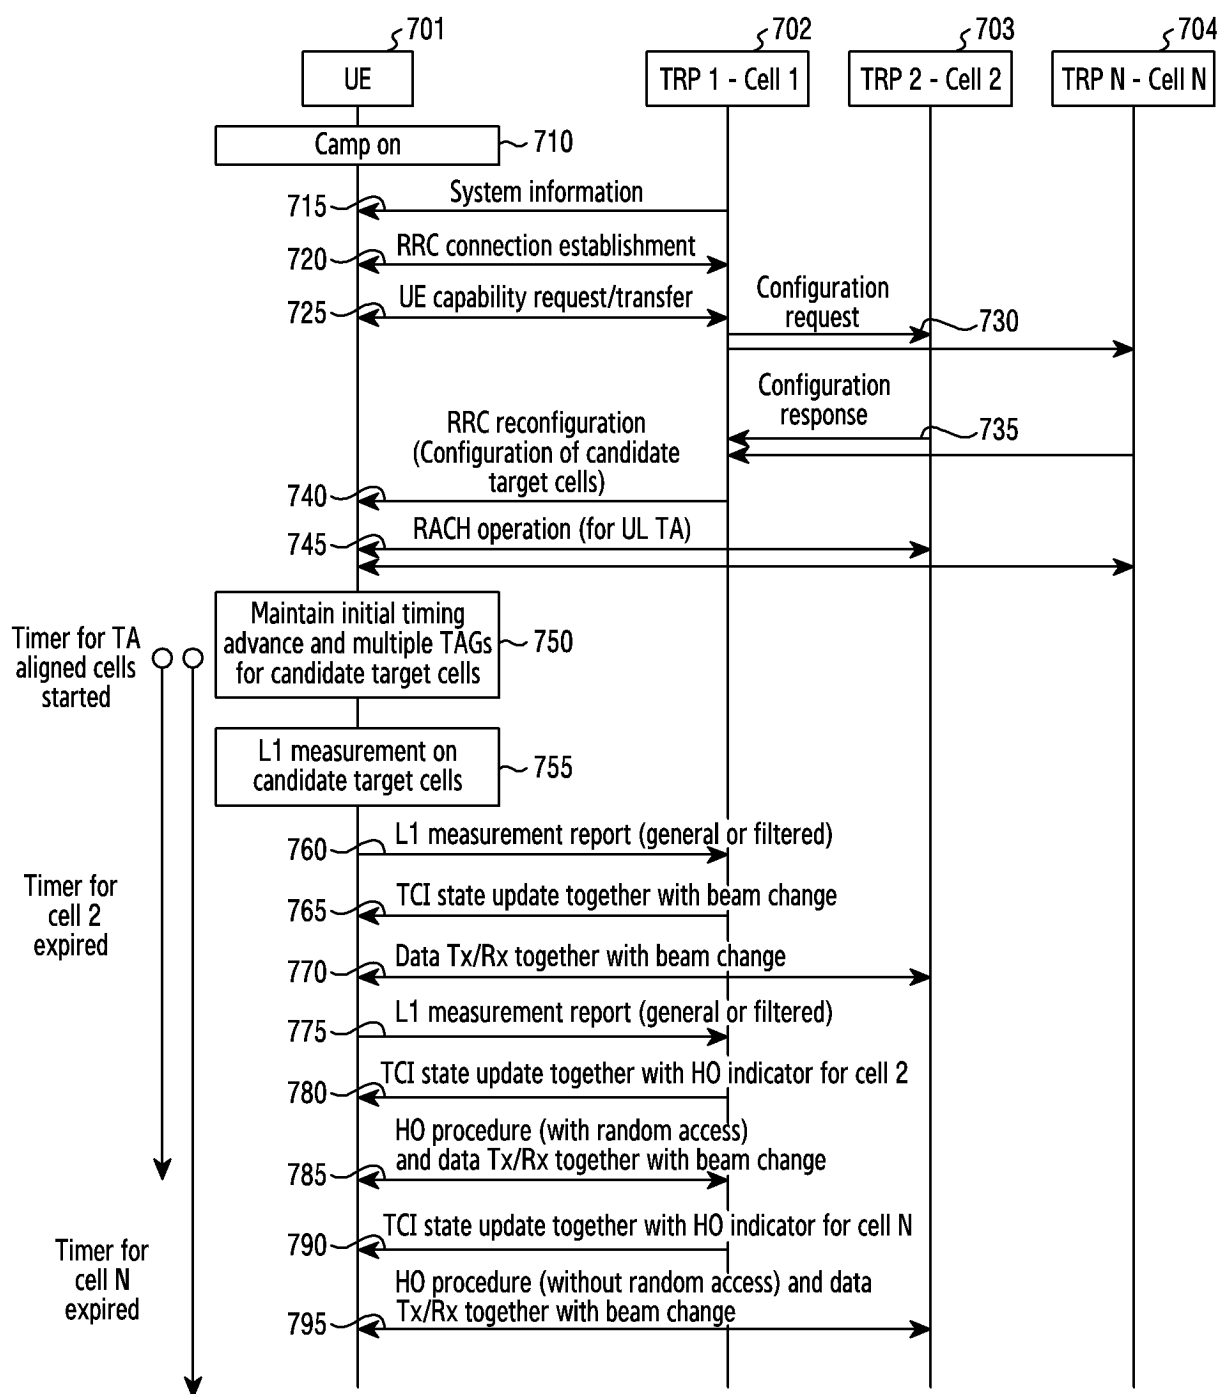 701
702
703
704
UE
TRP 1 - Cell 1
TRP 2 - Cell 2
TRP N - Cell N
Camp on
710
System information
715
RRC connection establishment
720
UE capability request/transfer
725
Configuration
request
730
Configuration
response
735
RRC reconfiguration
(Configuration of candidate
target cells)
740
RACH operation (for UL TA)
745
Maintain initial timing
advance and multiple TAGs
for candidate target cells
750
Timer for TA
aligned cells
started
L1 measurement on
candidate target cells
755
L1 measurement report (general or filtered)
760
TCI state update together with beam change
765
Timer for
cell 2
expired
Data Tx/Rx together with beam change
770
L1 measurement report (general or filtered)
775
TCI state update together with HO indicator for cell 2
780
HO procedure (with random access)
and data Tx/Rx together with beam change
785
TCI state update together with HO indicator for cell N
790
Timer for
cell N
expired
HO procedure (without random access) and data
Tx/Rx together with beam change
795